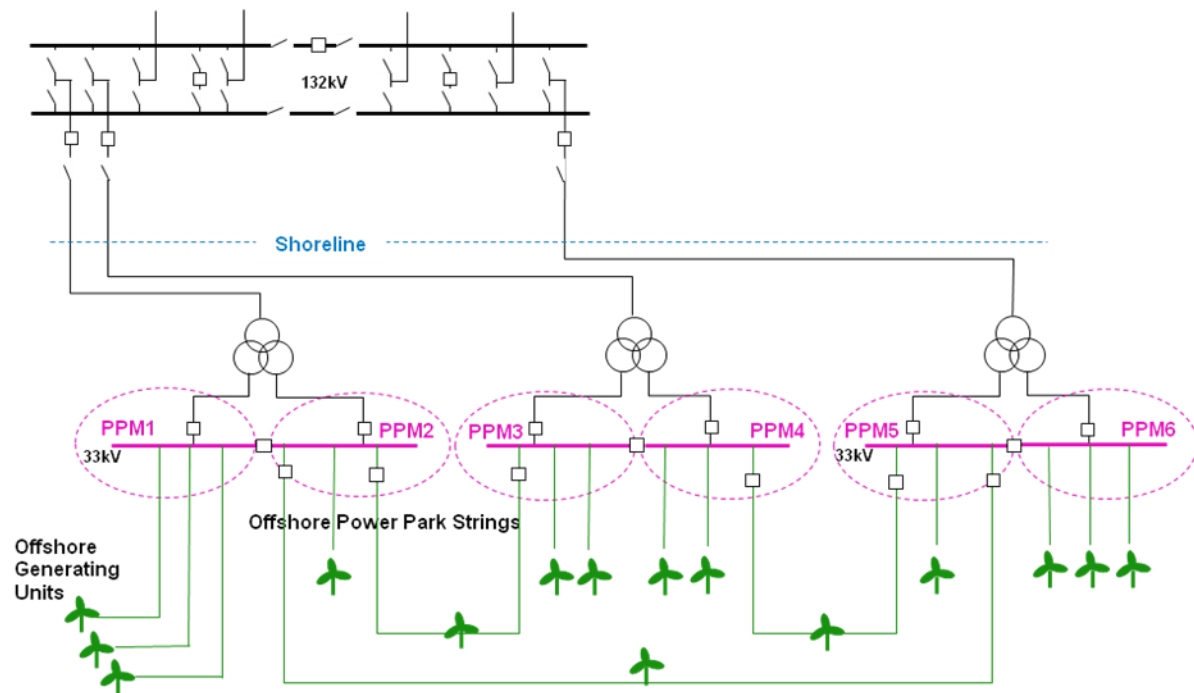 132kV
Shoreline
PPM1
PPM2
PPM3
PPM4
PPM5
PPM6
33kV
33kV
Offshore Power Park Strings
Offshore
Generating
Units